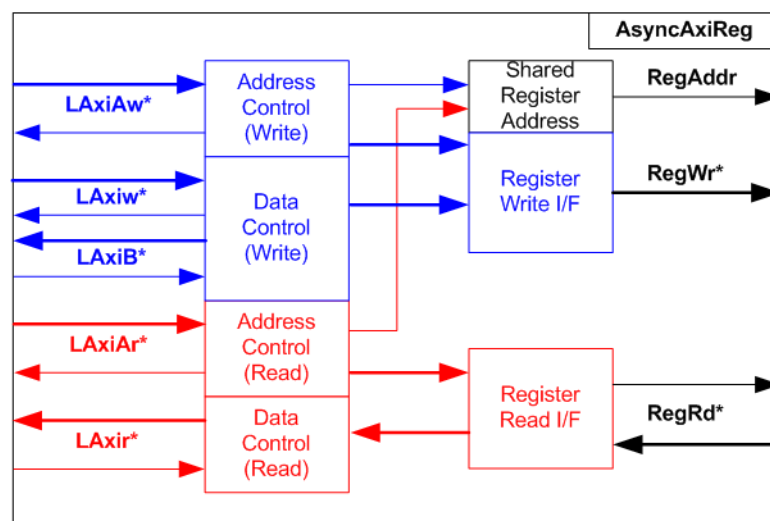 AsyncAxiReg
LAxiAw*
Address
Control
(Write)
Shared
Register
Address
RegAddr
LAxiw*
LAxiB*
Data
Control
(Write)
Register
Write I/F
RegWr*
LAxiAr*
Address
Control
(Read)
LAxir*
Data
Control
(Read)
Register
Read I/F
RegRd*